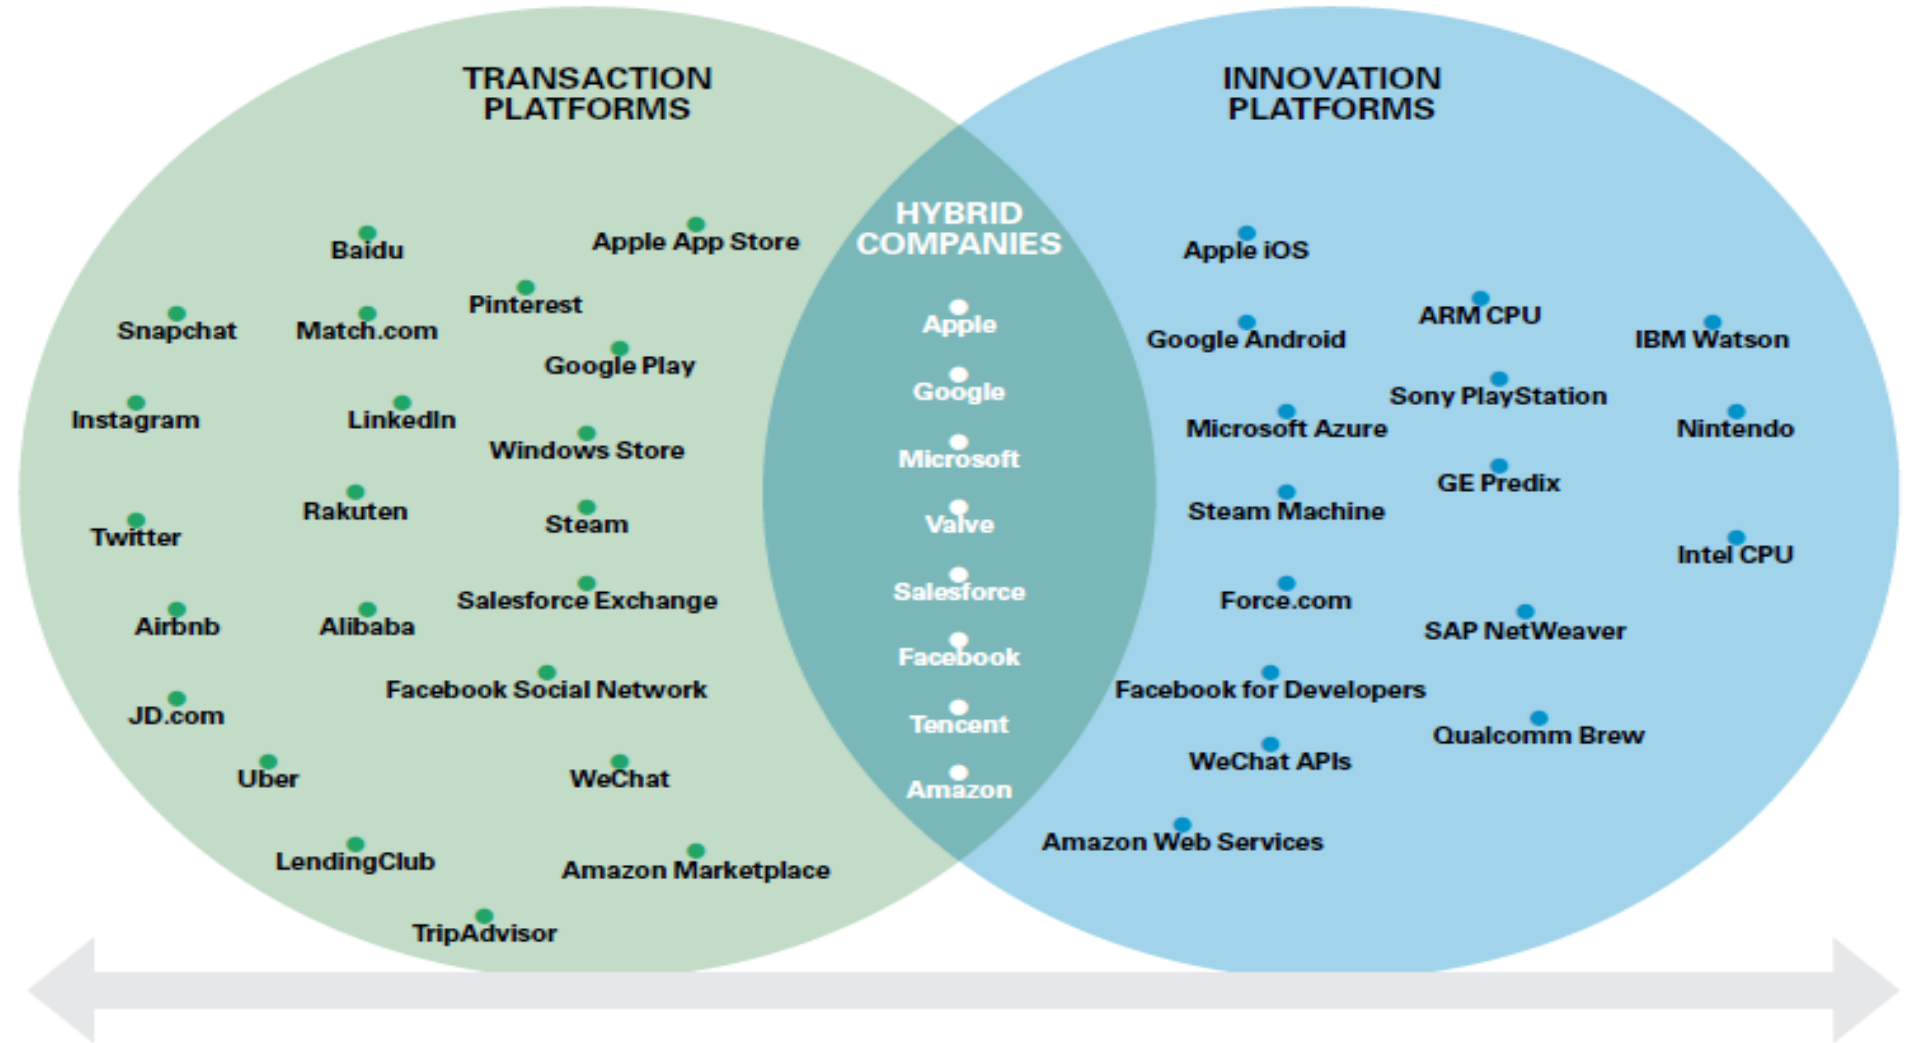 TRANSACTION
PLATFORMS
Baidu
Apple App Store
Pinterest
Snapchat
Match.com
Google Play
Instagram
LinkedIn
Windows Store
Rakuten
Steam
Twitter
Salesforce Exchange
Airbnb
Alibaba
Facebook Social Network
JD.com
Uber
WeChat
LendingClub
Amazon Marketplace
TripAdvisor
HYBRID
COMPANIES
Apple
Google
Microsoft
Valve
Salesforce
Facebook
Tencent
Amazon
INNOVATION
PLATFORMS
Apple iOS
ARM CPU
Google Android
IBM Watson
Sony PlayStation
Microsoft Azure
Nintendo
GE Predix
Steam Machine
Intel CPU
Force.com
SAP NetWeaver
Facebook for Developers
Qualcomm Brew
WeChat APIs
Amazon Web Services